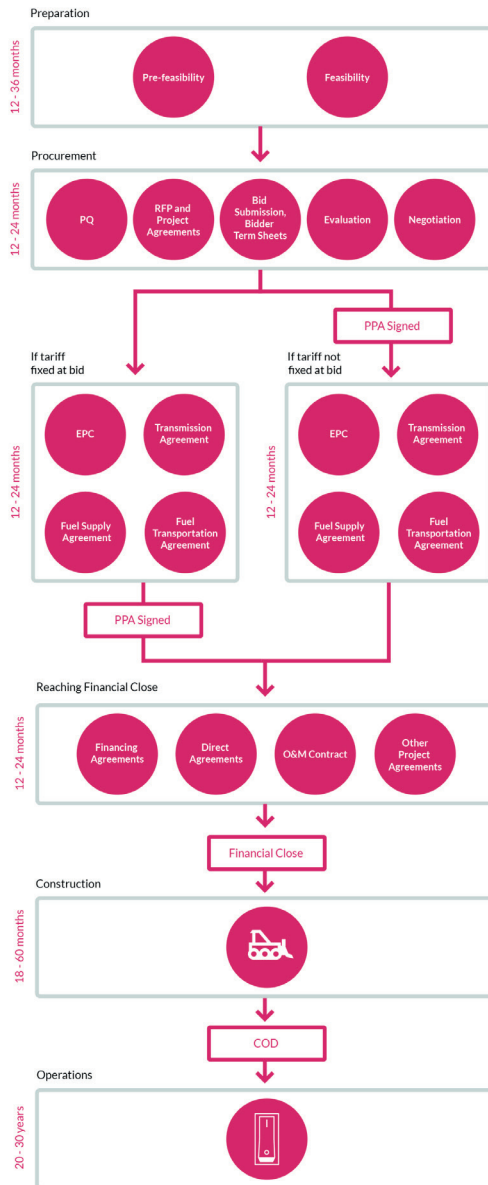 Preparation
12 - 36 months
Pre-feasibility
Feasibility
Procurement
12 - 24 months
PQ
RFP and
Project
Agreements
Bid
Submission,
Bidder
Term Sheets
Evaluation
Negotiation
PPA Signed
If tariff
fixed at bid
If tariff not
fixed at bid
12 - 24 months
EPC
Transmission
Agreement
Fuel Supply
Agreement
Fuel
Transportation
Agreement
12 - 24 months
EPC
Transmission
Agreement
Fuel Supply
Agreement
Fuel
Transportation
Agreement
PPA Signed
Reaching Financial Close
12 - 24 months
Financing
Agreements
Direct
Agreements
O&M Contract
Other
Project
Agreements
Financial Close
Construction
18 - 60 months
COD
Operations
20 - 30 years